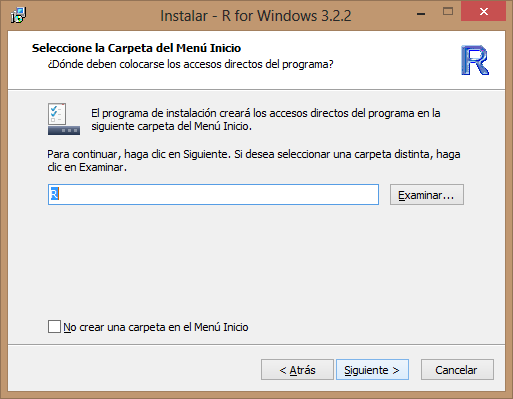 Instalar - R for Windows 3.2.2
Seleccione la Carpeta del Menú Inicio
¿Dónde deben colocarse los accesos directos del programa?
R
El programa de instalación creará los accesos directos del programa en la
siguiente carpeta del Menú Inicio.
Para continuar, haga clic en Siguiente. Si desea seleccionar una carpeta distinta, haga
clic en Examinar.
R
Examinar...
No crear una carpeta en el Menú Inicio
< Atrás
Siguiente >
Cancelar